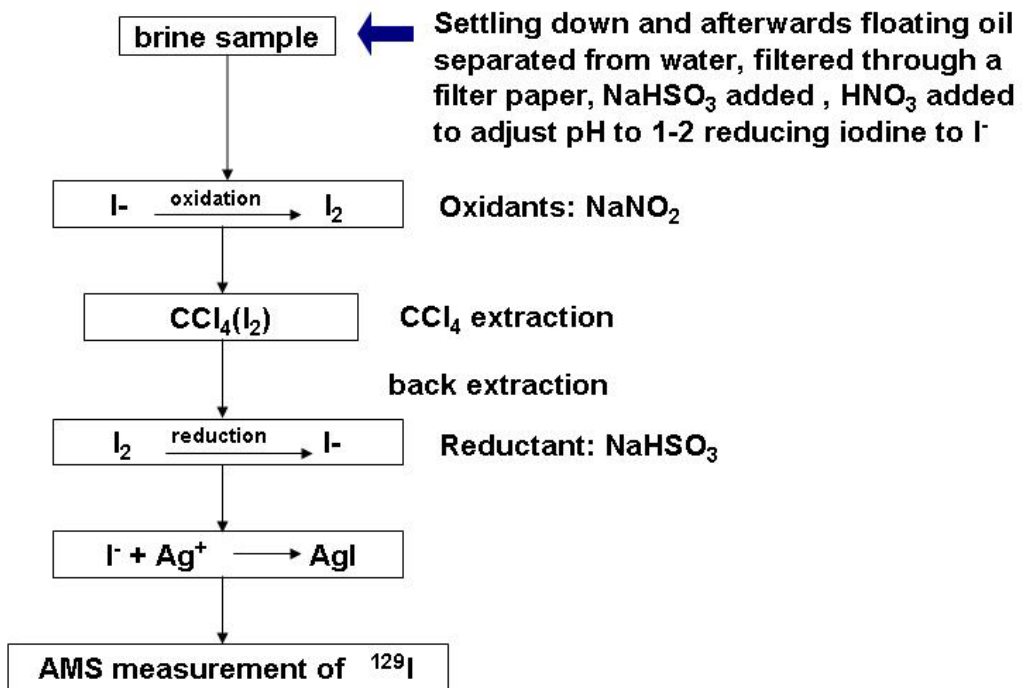 brine sample
Settling down and afterwards floating oil
separated from water, filtered through a
filter paper, NaHSO₃ added , HNO₃ added
to adjust pH to 1-2 reducing iodine to I⁻
I- oxidation I₂
Oxidants: NaNO₂
CCl₄(I₂)
CCl₄ extraction
back extraction
I₂ reduction I-
Reductant: NaHSO₃
I⁻ + Ag⁺ → AgI
AMS measurement of ¹²⁹I